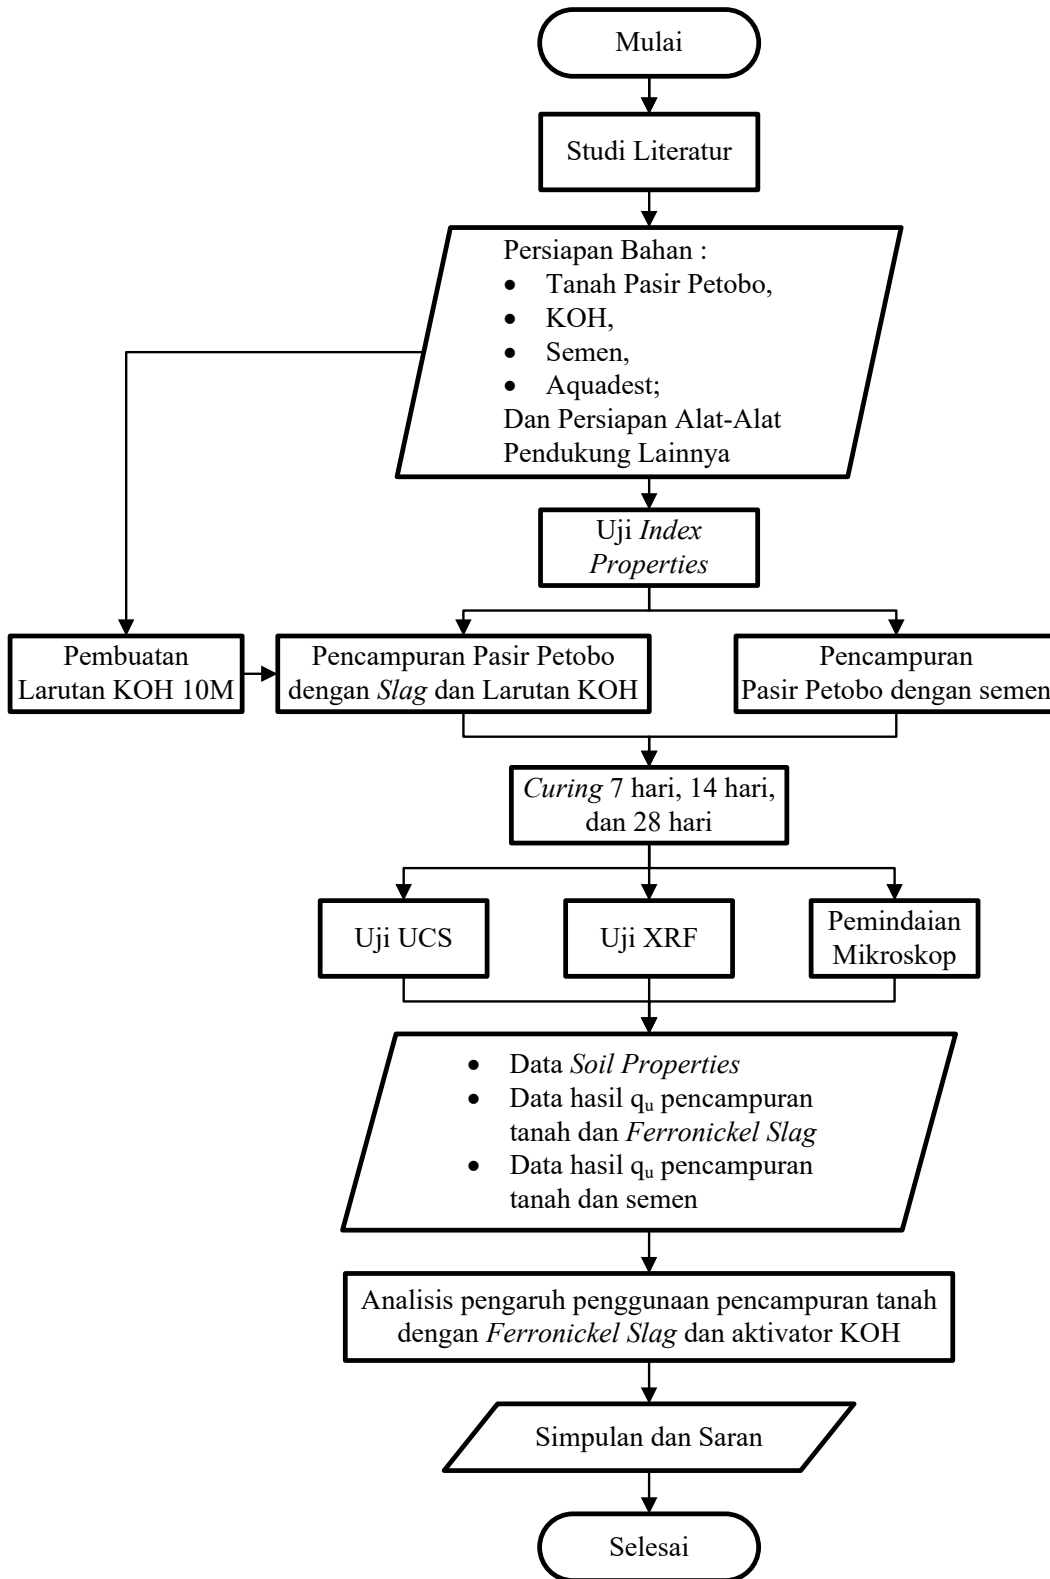 Mulai
Studi Literatur
Persiapan Bahan :
• Tanah Pasir Petobo,
• KOH,
• Semen,
• Aquadest;
Dan Persiapan Alat-Alat
Pendukung Lainnya
Uji Index
Properties
Pembuatan
Larutan KOH 10M
Pencampuran Pasir Petobo
dengan Slag dan Larutan KOH
Pencampuran
Pasir Petobo dengan semen
Curing 7 hari, 14 hari,
dan 28 hari
Uji UCS
Uji XRF
Pemindaian
Mikroskop
• Data Soil Properties
• Data hasil qᵤ pencampuran
tanah dan Ferronickel Slag
• Data hasil qᵤ pencampuran
tanah dan semen
Analisis pengaruh penggunaan pencampuran tanah
dengan Ferronickel Slag dan aktivator KOH
Simpulan dan Saran
Selesai